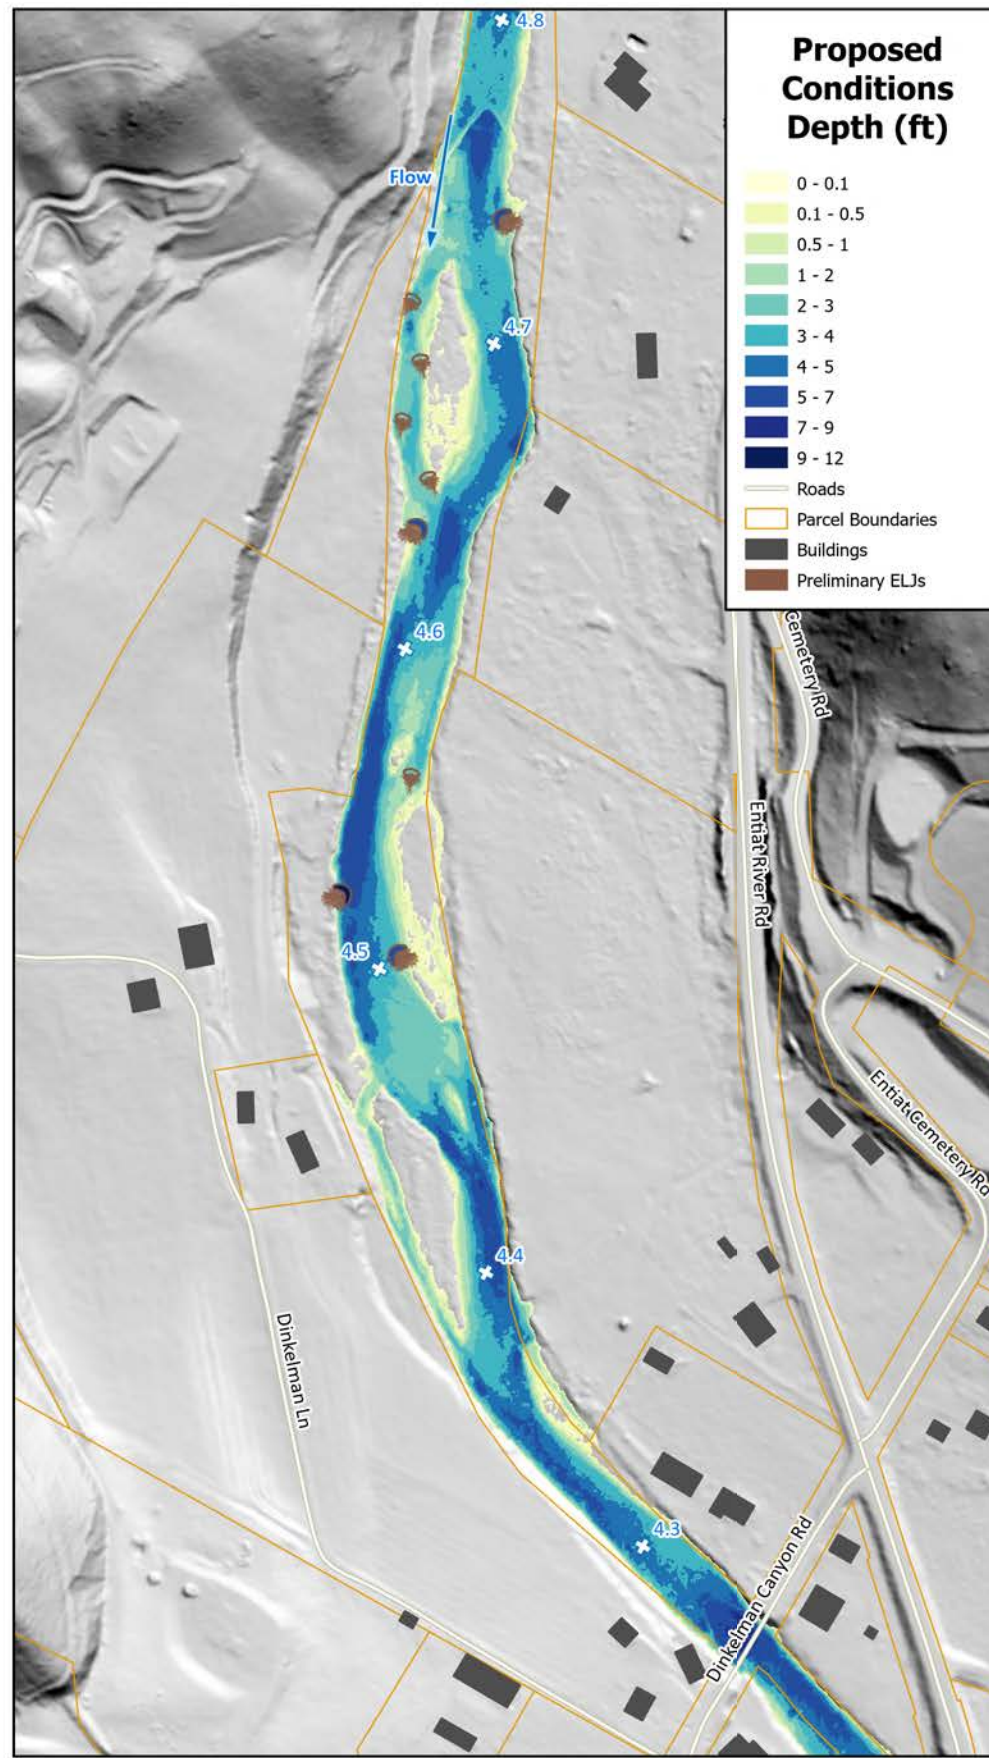 Proposed
Conditions
Depth (ft)
0 - 0.1
0.1 - 0.5
0.5 - 1
1 - 2
2 - 3
3 - 4
4 - 5
5 - 7
7 - 9
9 - 12
Roads
Parcel Boundaries
Buildings
Preliminary ELJs
4.8
Flow
4.7
4.6
Cemetery Rd
Entiat River Rd
4.5
Entiat Cemetery Rd
4.4
Dinkelman Ln
4.3
Dinkelman Canyon Rd